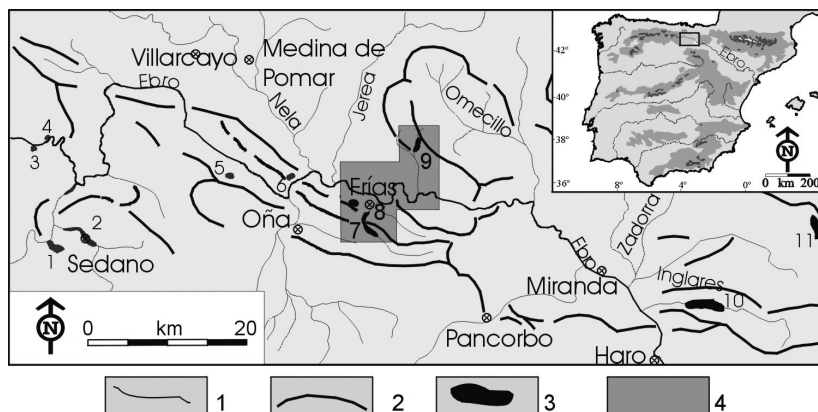 Villarcayo
Medina de
Pomar
Ebro
Nela
Jerea
Omecillo
4
3
5
6
9
Frías
8
7
Oña
2
1
Sedano
Ebro
Zadorra
Miranda
Inglares
10
11
Pancorbo
Haro
N
0 km 20
42°
40°
38°
36°
8° 4° 0°
Ebro
N
0 km 200
1 2 3 4